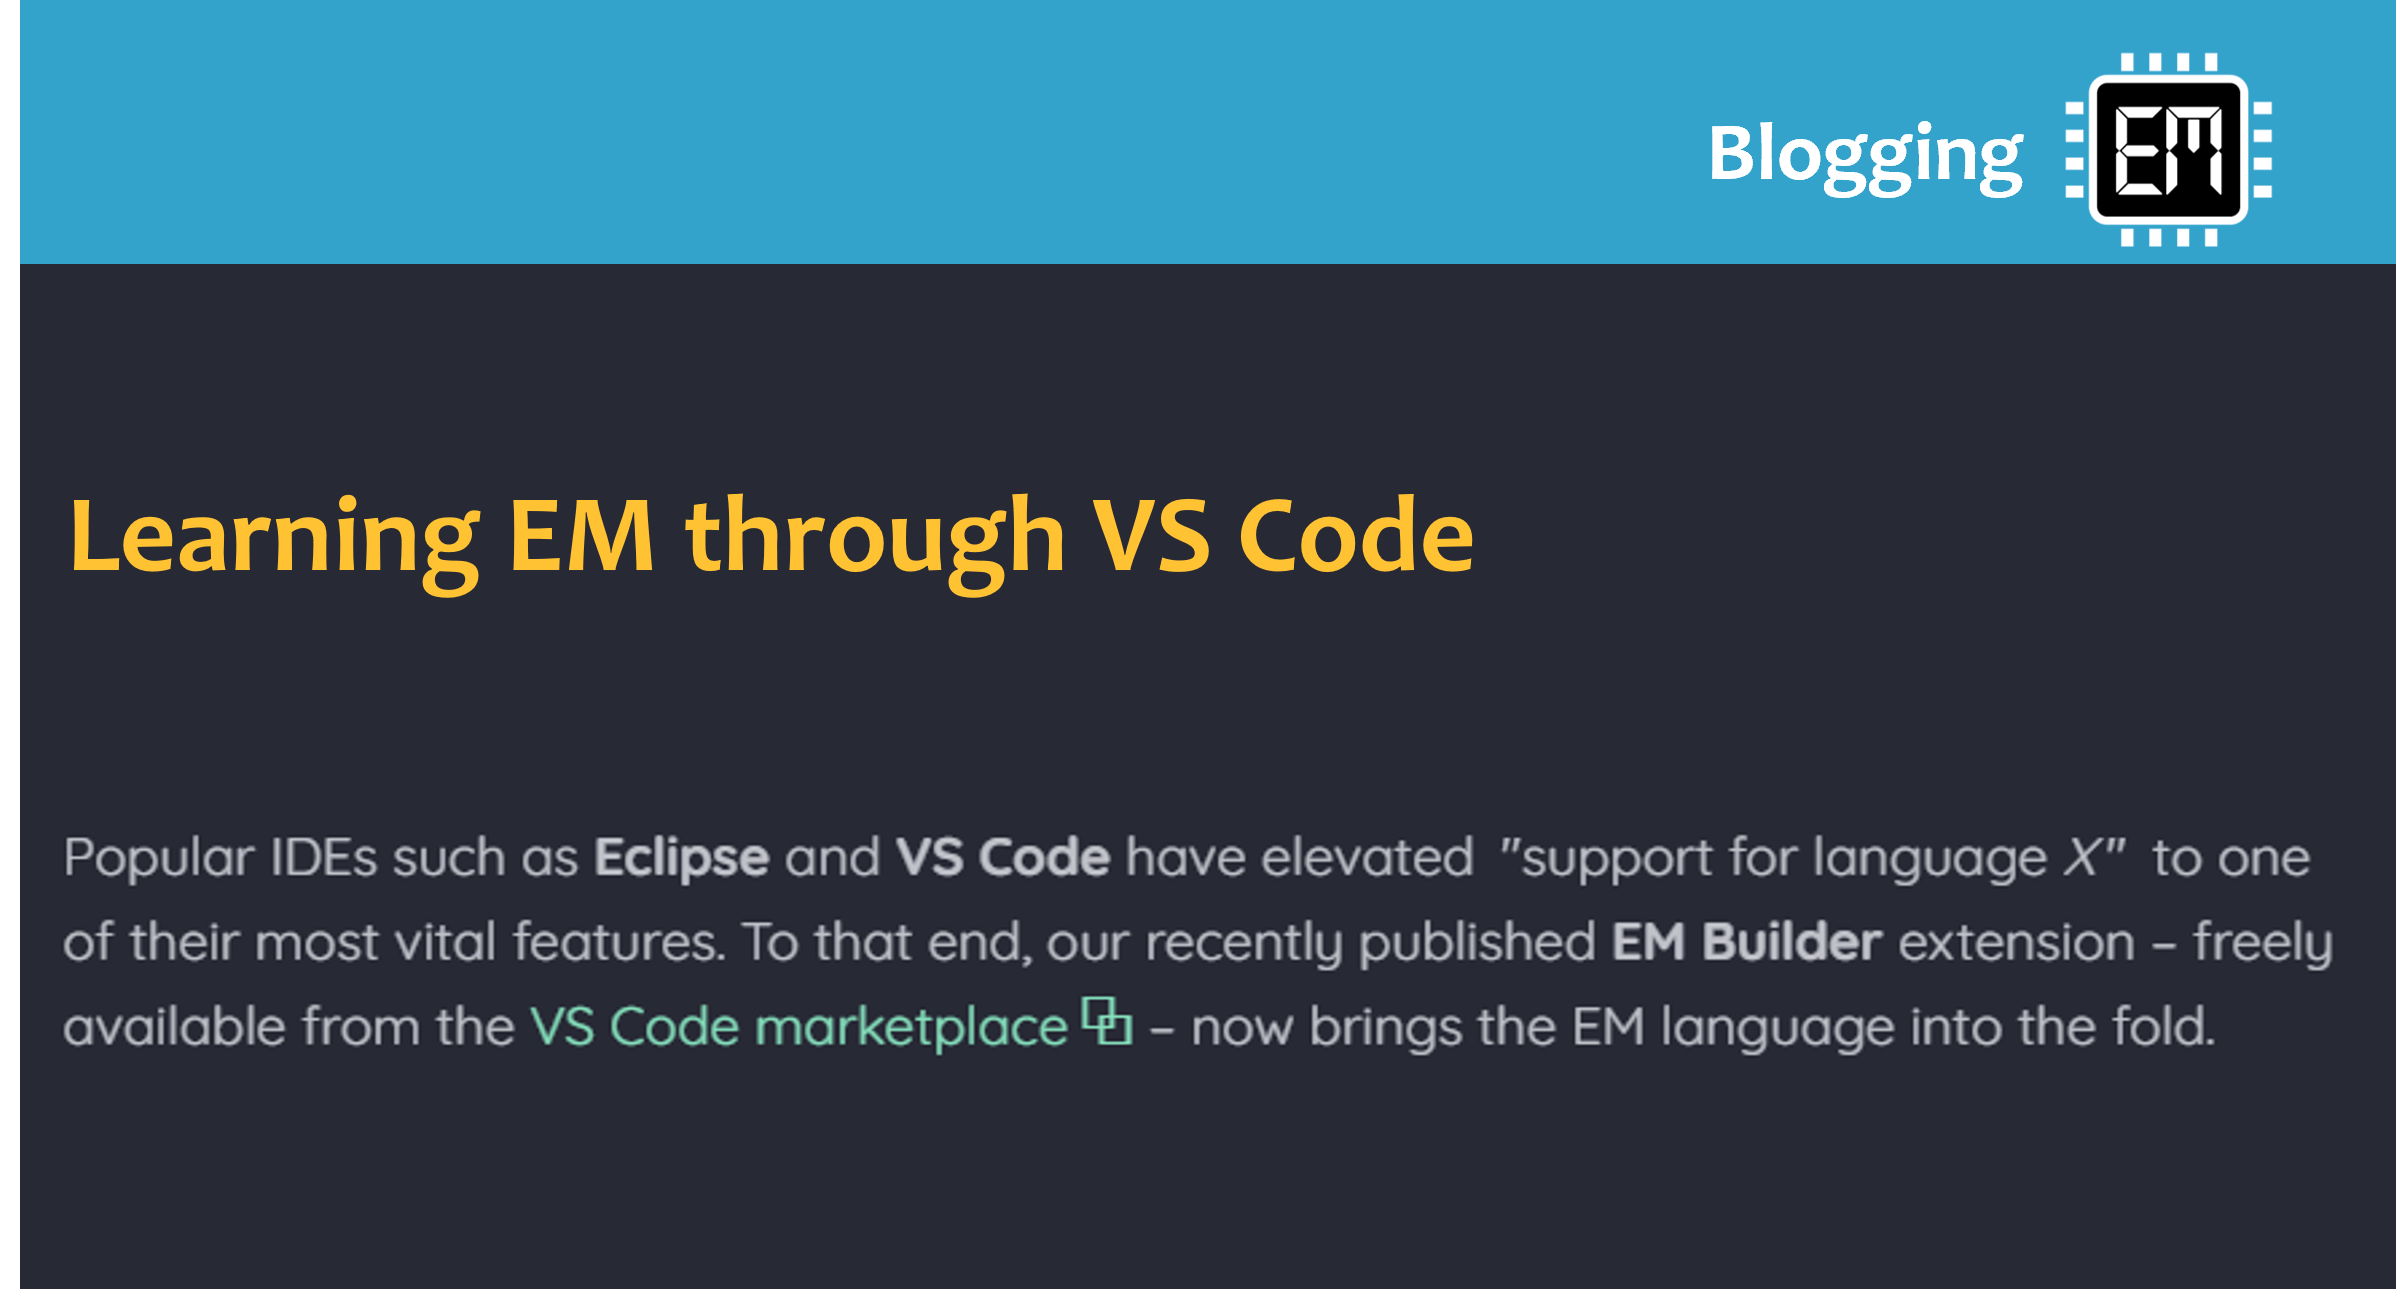 Blogging EM
Learning EM through VS Code
Popular IDEs such as Eclipse and VS Code have elevated "support for language X" to one
of their most vital features. To that end, our recently published EM Builder extension – freely
available from the VS Code marketplace – now brings the EM language into the fold.